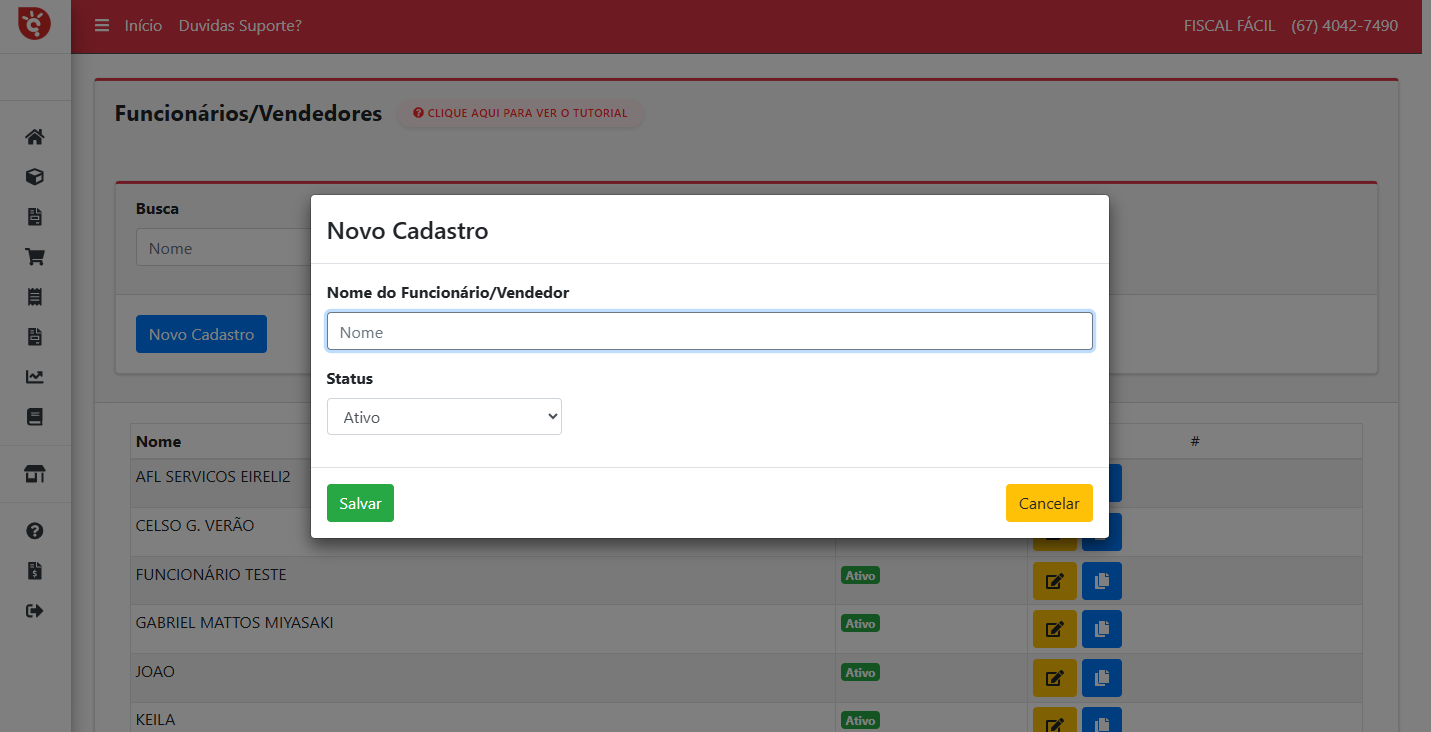 Início Duvidas Suporte? FISCAL FÁCIL (67) 4042-7490
Funcionários/Vendedores CLIQUE AQUI PARA VER O TUTORIAL
Busca
Nome
Novo Cadastro
Novo Cadastro
Nome do Funcionário/Vendedor
Nome
Status
Ativo
Salvar Cancelar
Nome #
AFL SERVICOS EIRELI2
CELSO G. VERÃO
FUNCIONÁRIO TESTE Ativo
GABRIEL MATTOS MIYASAKI Ativo
JOAO Ativo
KEILA Ativo